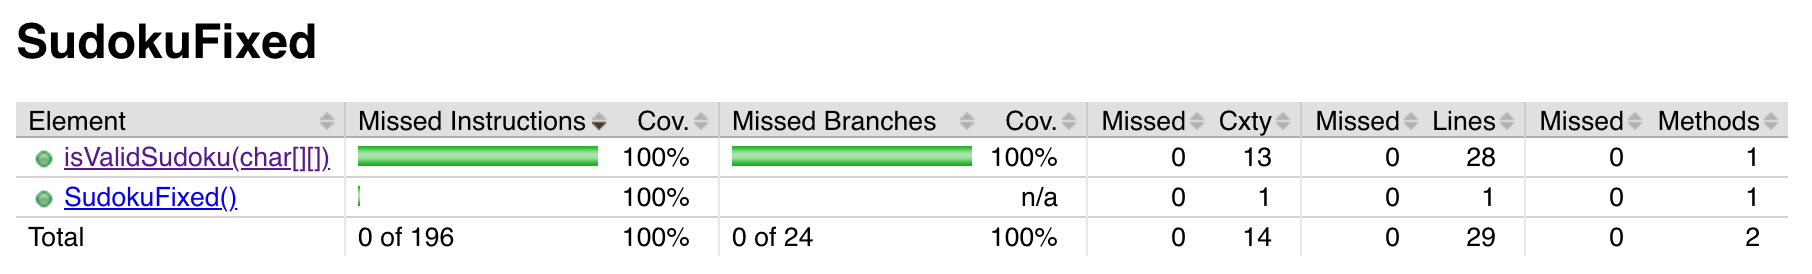 SudokuFixed
Element Missed Instructions Cov. Missed Branches Cov. Missed Cxty Missed Lines Missed Methods
isValidSudoku(char[][]) 100% 100% 0 13 0 28 0 1
SudokuFixed() 100% n/a 0 1 0 1 0 1
Total 0 of 196 100% 0 of 24 100% 0 14 0 29 0 2